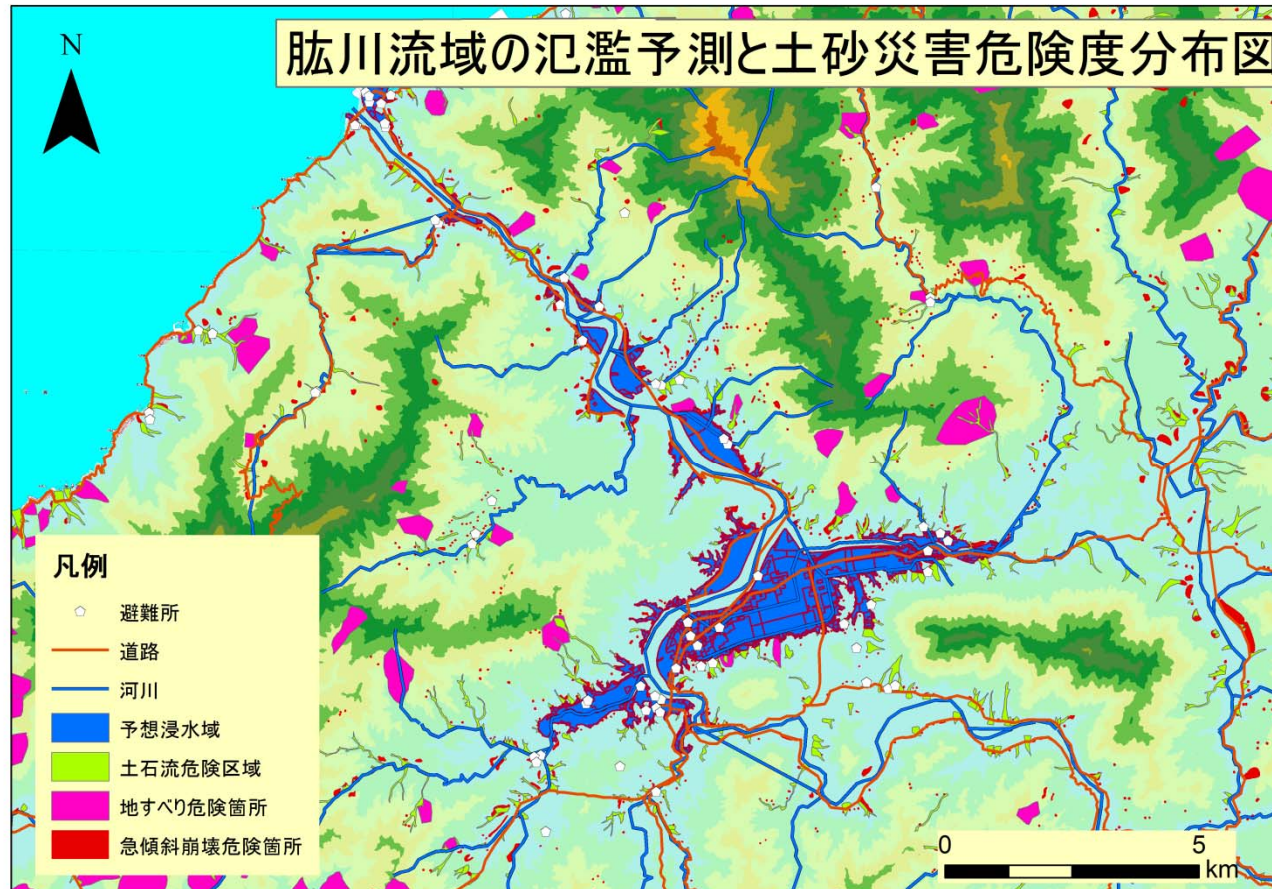 肱川流域の氾濫予測と土砂災害危険度分布図
N
凡例
避難所
道路
河川
予想浸水域
土石流危険区域
地すべり危険箇所
急傾斜崩壊危険箇所
0 5
km